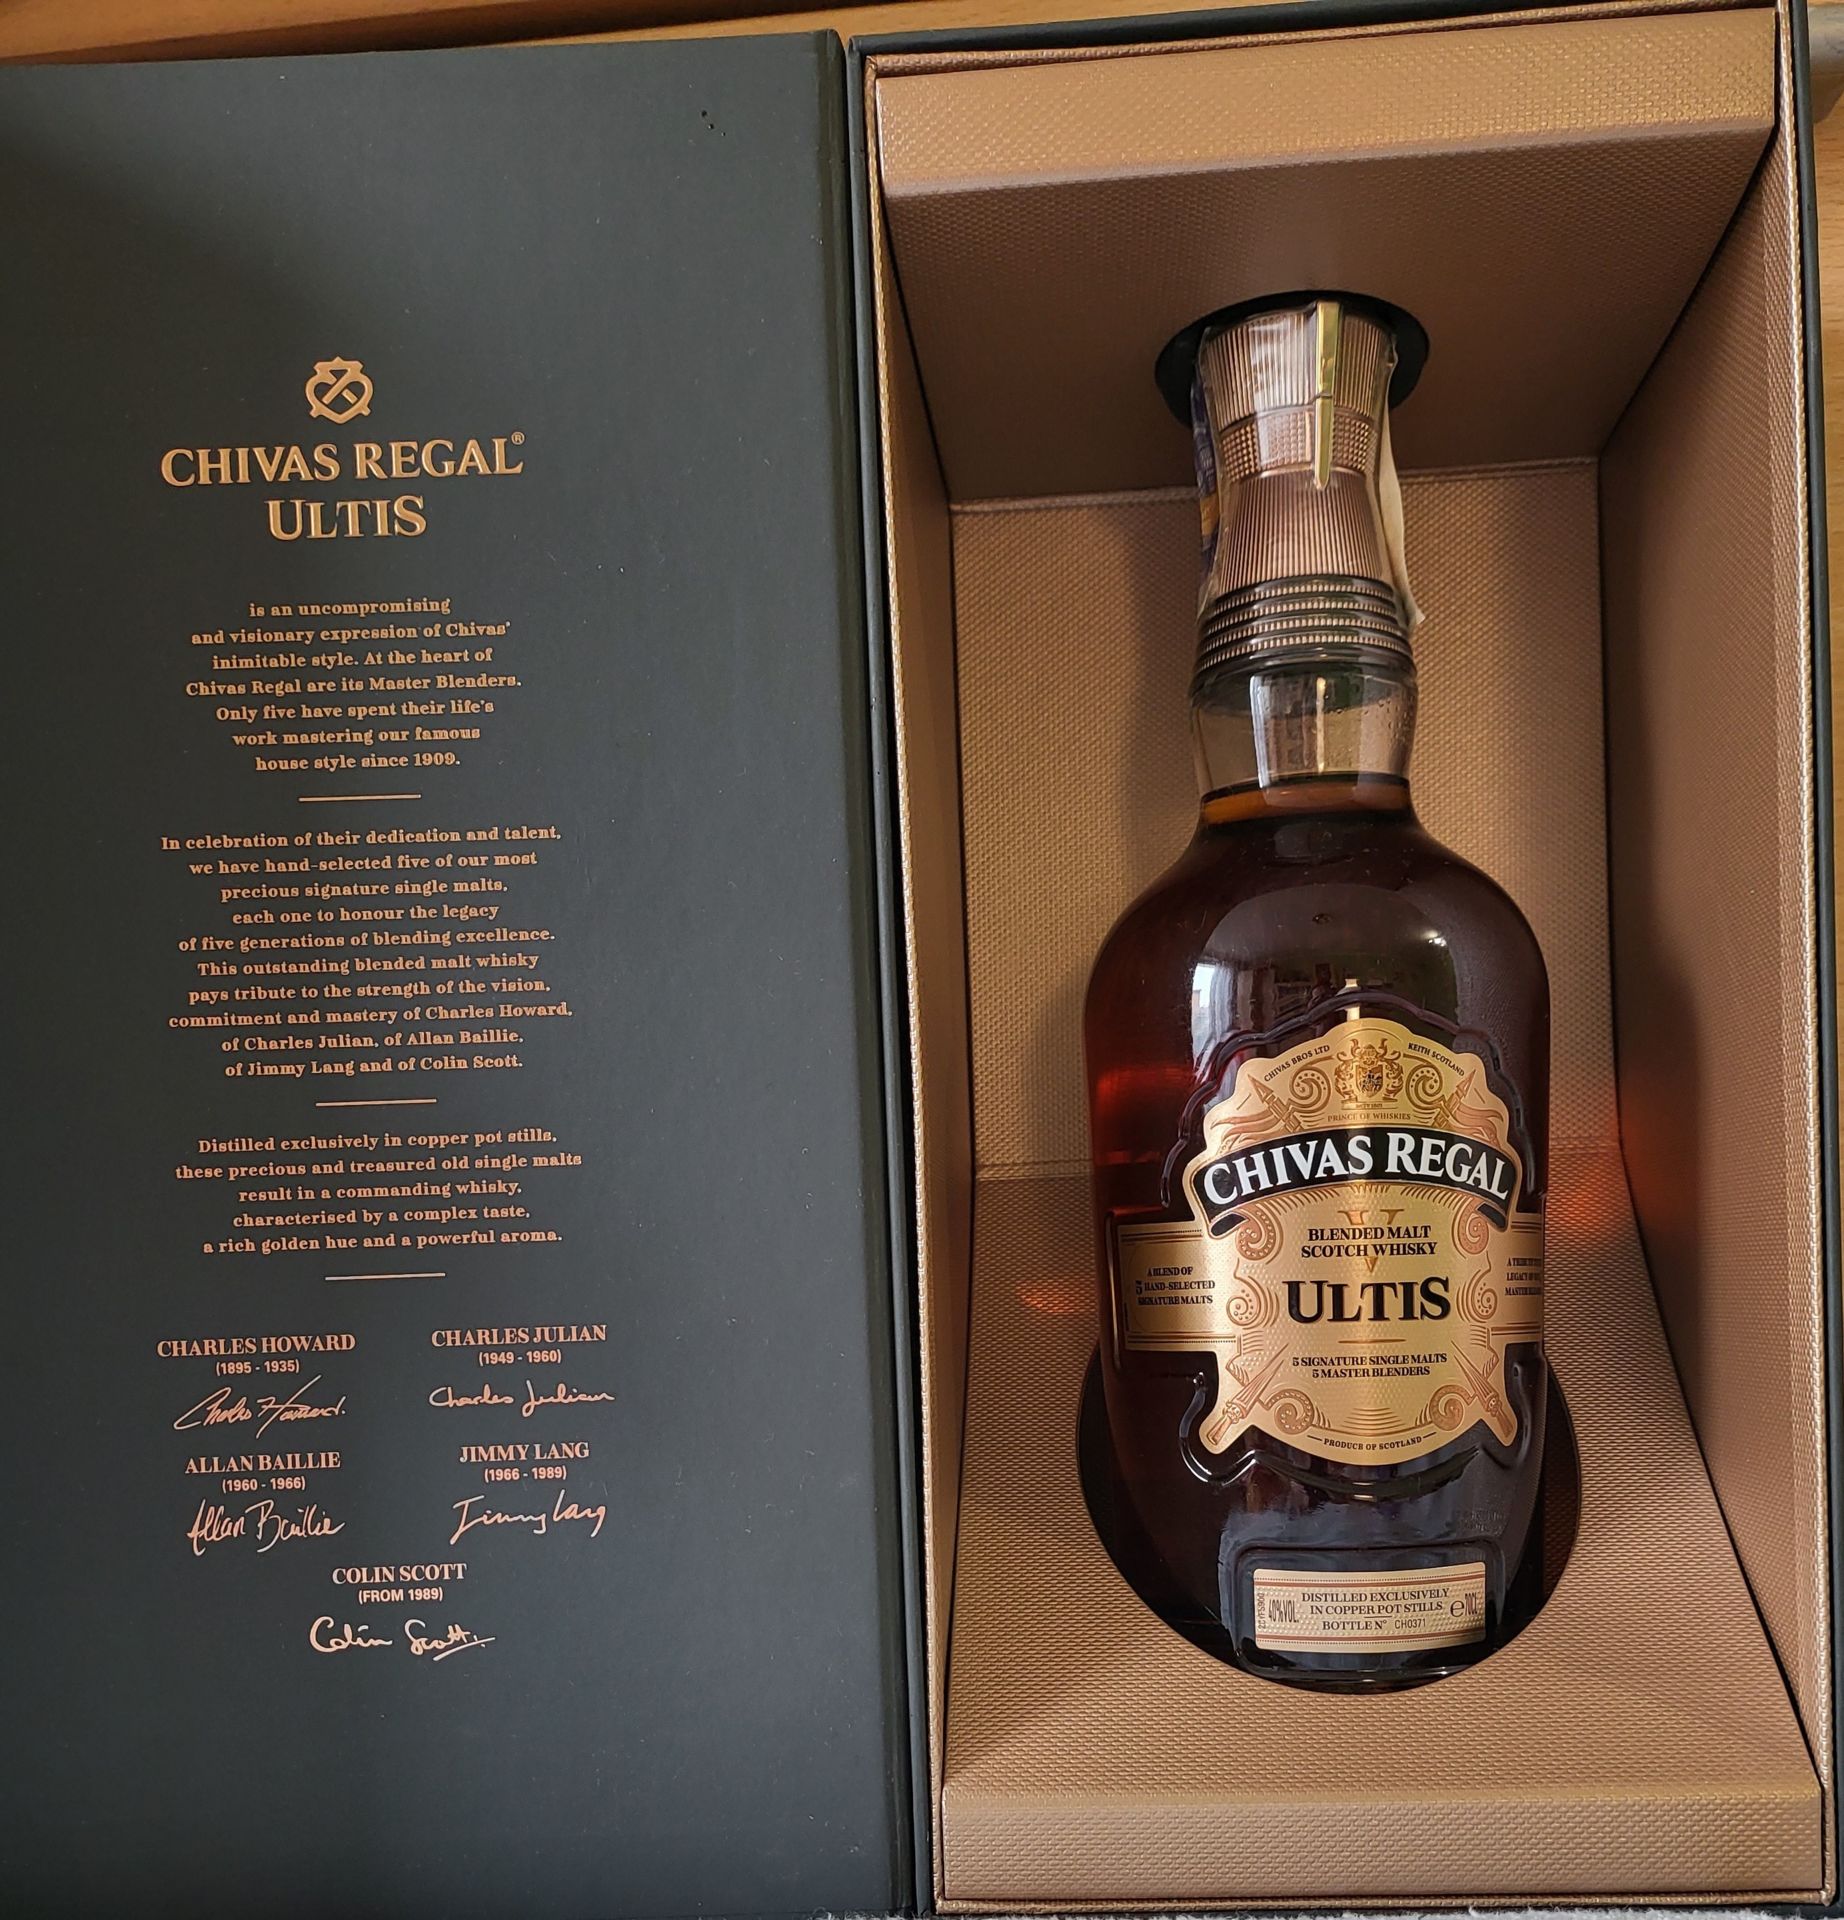 CHIVAS REGAL®
ULTIS
is an uncompromising
and visionary expression of Chivas'
inimitable style. At the heart of
Chivas Regal are its Master Blenders.
Only five have spent their life's
work mastering our famous
house style since 1909.
In celebration of their dedication and talent,
we have hand-selected five of our most
precious signature single malts,
each one to honour the legacy
of five generations of blending excellence.
This outstanding blended malt whisky
pays tribute to the strength of the vision,
commitment and mastery of Charles Howard,
of Charles Julian, of Allan Baillie,
of Jimmy Lang and of Colin Scott.
Distilled exclusively in copper pot stills,
these precious and treasured old single malts
result in a commanding whisky,
characterised by a complex taste,
a rich golden hue and a powerful aroma.
CHARLES HOWARD
(1895 - 1935)
Charles Howard.
CHARLES JULIAN
(1949 - 1960)
Charles Julian
ALLAN BAILLIE
(1960 - 1966)
Allan Baillie
JIMMY LANG
(1966 - 1989)
Jimmy Lang
COLIN SCOTT
(FROM 1989)
Colin Scott.
CHIVAS BROS LTD
KEITH SCOTLAND
PRINCE OF WHISKIES
CHIVAS REGAL
V
BLENDED MALT
SCOTCH WHISKY
ULTIS
5 SIGNATURE SINGLE MALTS
5 MASTER BLENDERS
PRODUCE OF SCOTLAND
A BLEND OF
5 HAND-SELECTED
SIGNATURE MALTS
A
LEGACY OF
MASTER
40%VOL.
DISTILLED EXCLUSIVELY
IN COPPER POT STILLS
BOTTLE N° CH0371
e 70CL